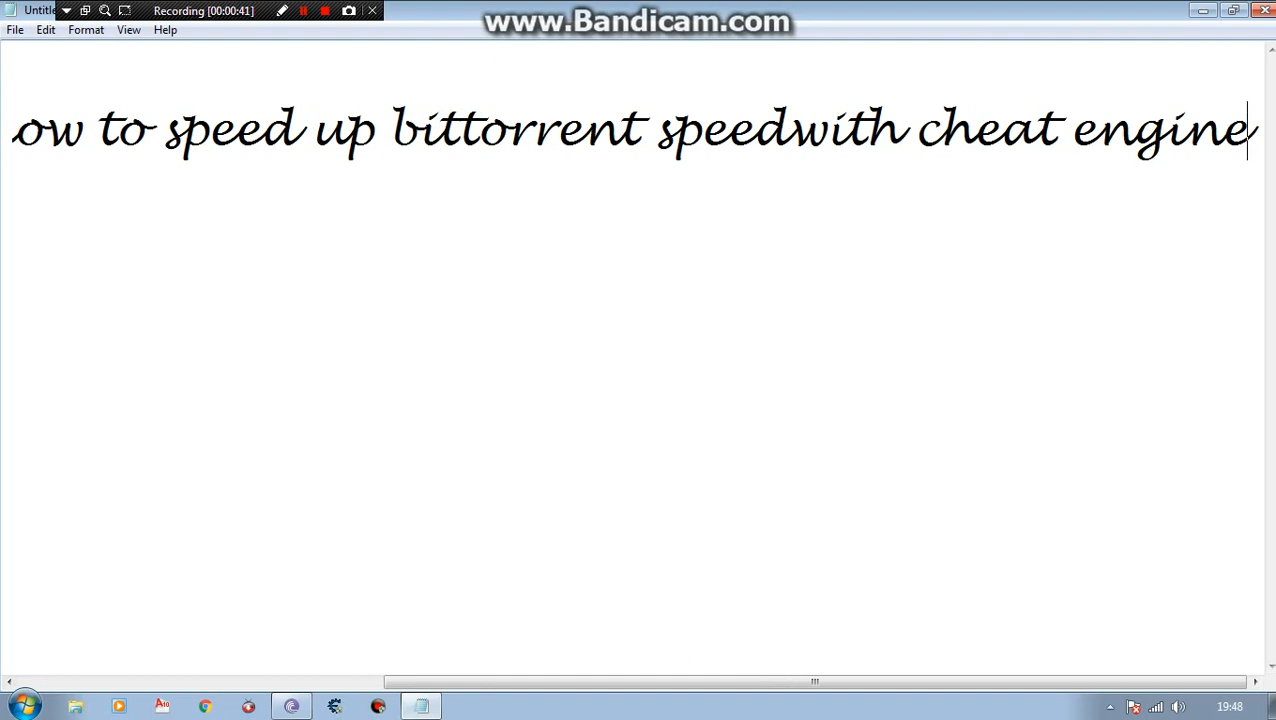 Untitle
Recording [00:00:41]
www.Bandicam.com
File Edit Format View Help
ow to speed up bittorrent speedwith cheat engine
19:48